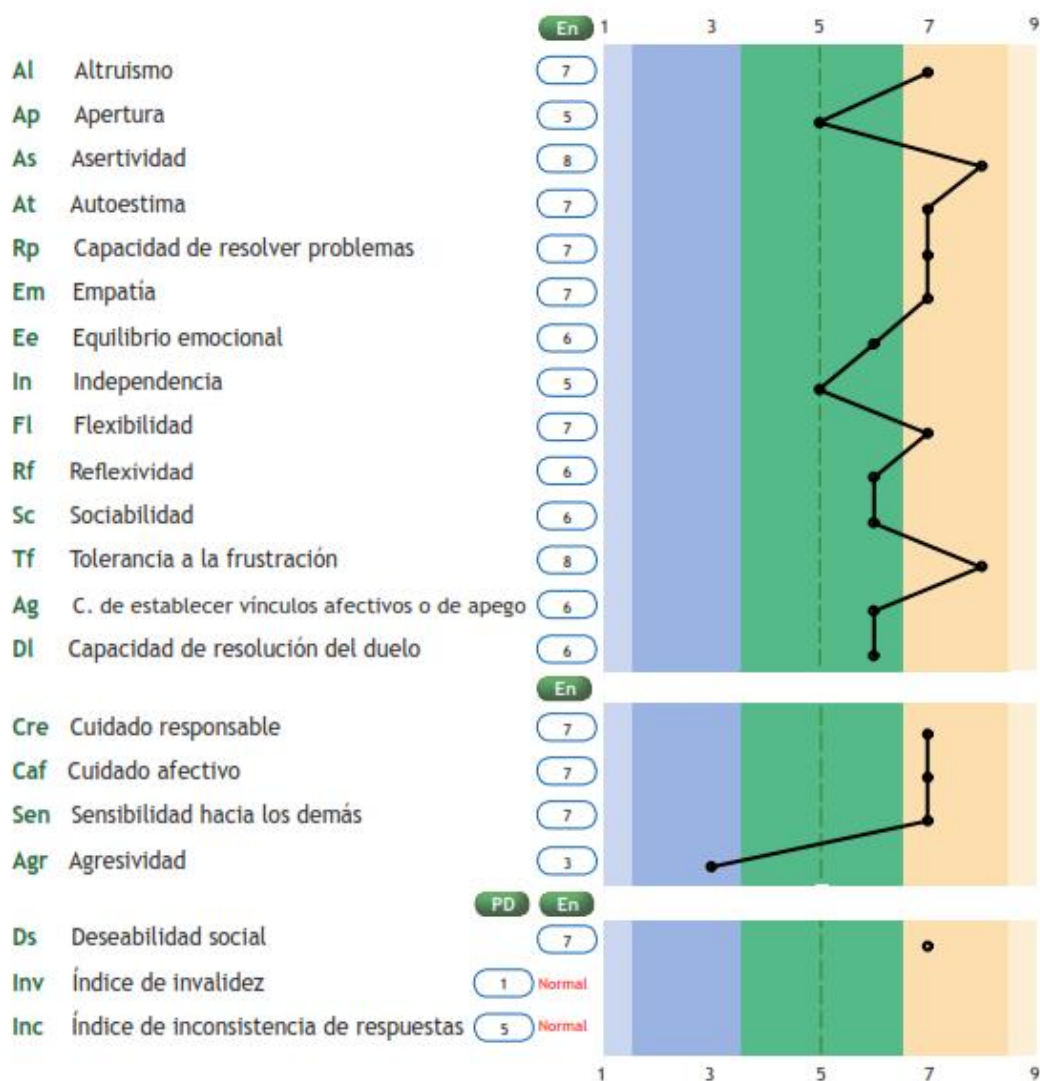 En 1 3 5 7 9
Al Altruismo 7
Ap Apertura 5
As Asertividad 8
At Autoestima 7
Rp Capacidad de resolver problemas 7
Em Empatía 7
Ee Equilibrio emocional 6
In Independencia 5
Fl Flexibilidad 7
Rf Reflexividad 6
Sc Sociabilidad 6
Tf Tolerancia a la frustración 8
Ag C. de establecer vínculos afectivos o de apego 6
Dl Capacidad de resolución del duelo 6
En
Cre Cuidado responsable 7
Caf Cuidado afectivo 7
Sen Sensibilidad hacia los demás 7
Agr Agresividad 3
PD En
Ds Deseabilidad social 7
Inv Índice de invalidez 1 Normal
Inc Índice de inconsistencia de respuestas 5 Normal
1 3 5 7 9